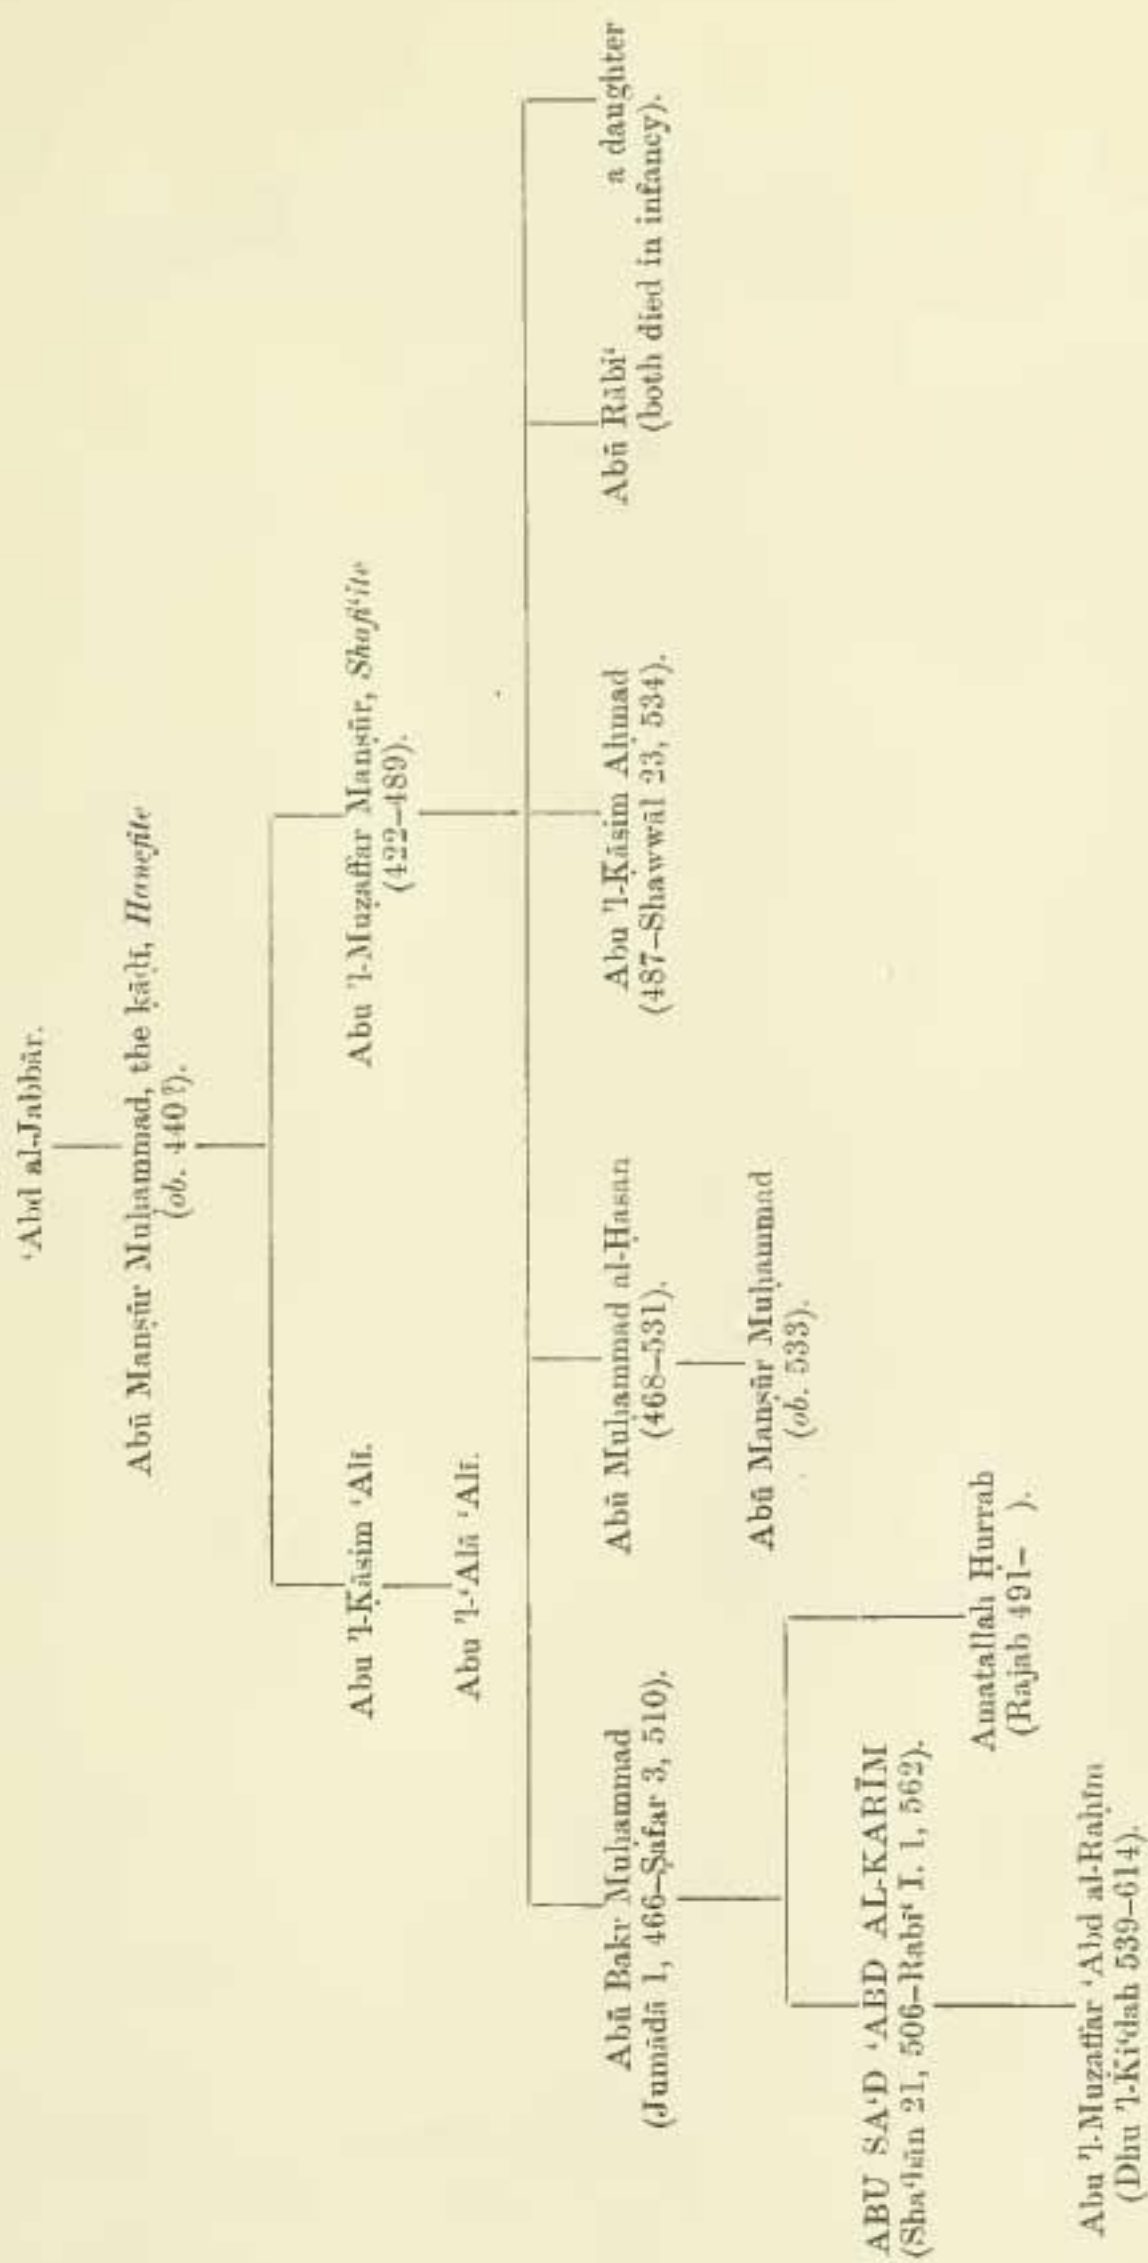 ‘Abd al-Jabbār.
Abū Manṣūr Muḥammad, the ḳāḍī, Hanefite
(ob. 440?).
Abu ’l-Ḳāsim ‘Alī.
Abu ’l-Muẓaffar Manṣūr, Shafi‘ite
(422–489).
Abu ’l-‘Alā ‘Alī.
Abū Bakr Muḥammad
(Jumādā 1, 466–Ṣafar 3, 510).
Abū Muḥammad al-Ḥasan
(468–531).
Abu ’l-Ḳāsim Aḥmad
(487–Shawwāl 23, 534).
Abū Rābi‘ a daughter
(both died in infancy).
Abū Manṣūr Muḥammad
(ob. 533).
ABU SA‘D ‘ABD AL-KARĪM
(Sha‘bān 21, 506–Rabī‘ I. 1, 562).
Amatallah Ḥurrab
(Rajab 491– ).
Abu ’l-Muẓaffar ‘Abd al-Raḥīm
(Dhu ’l-Ḳi‘dah 539–614).